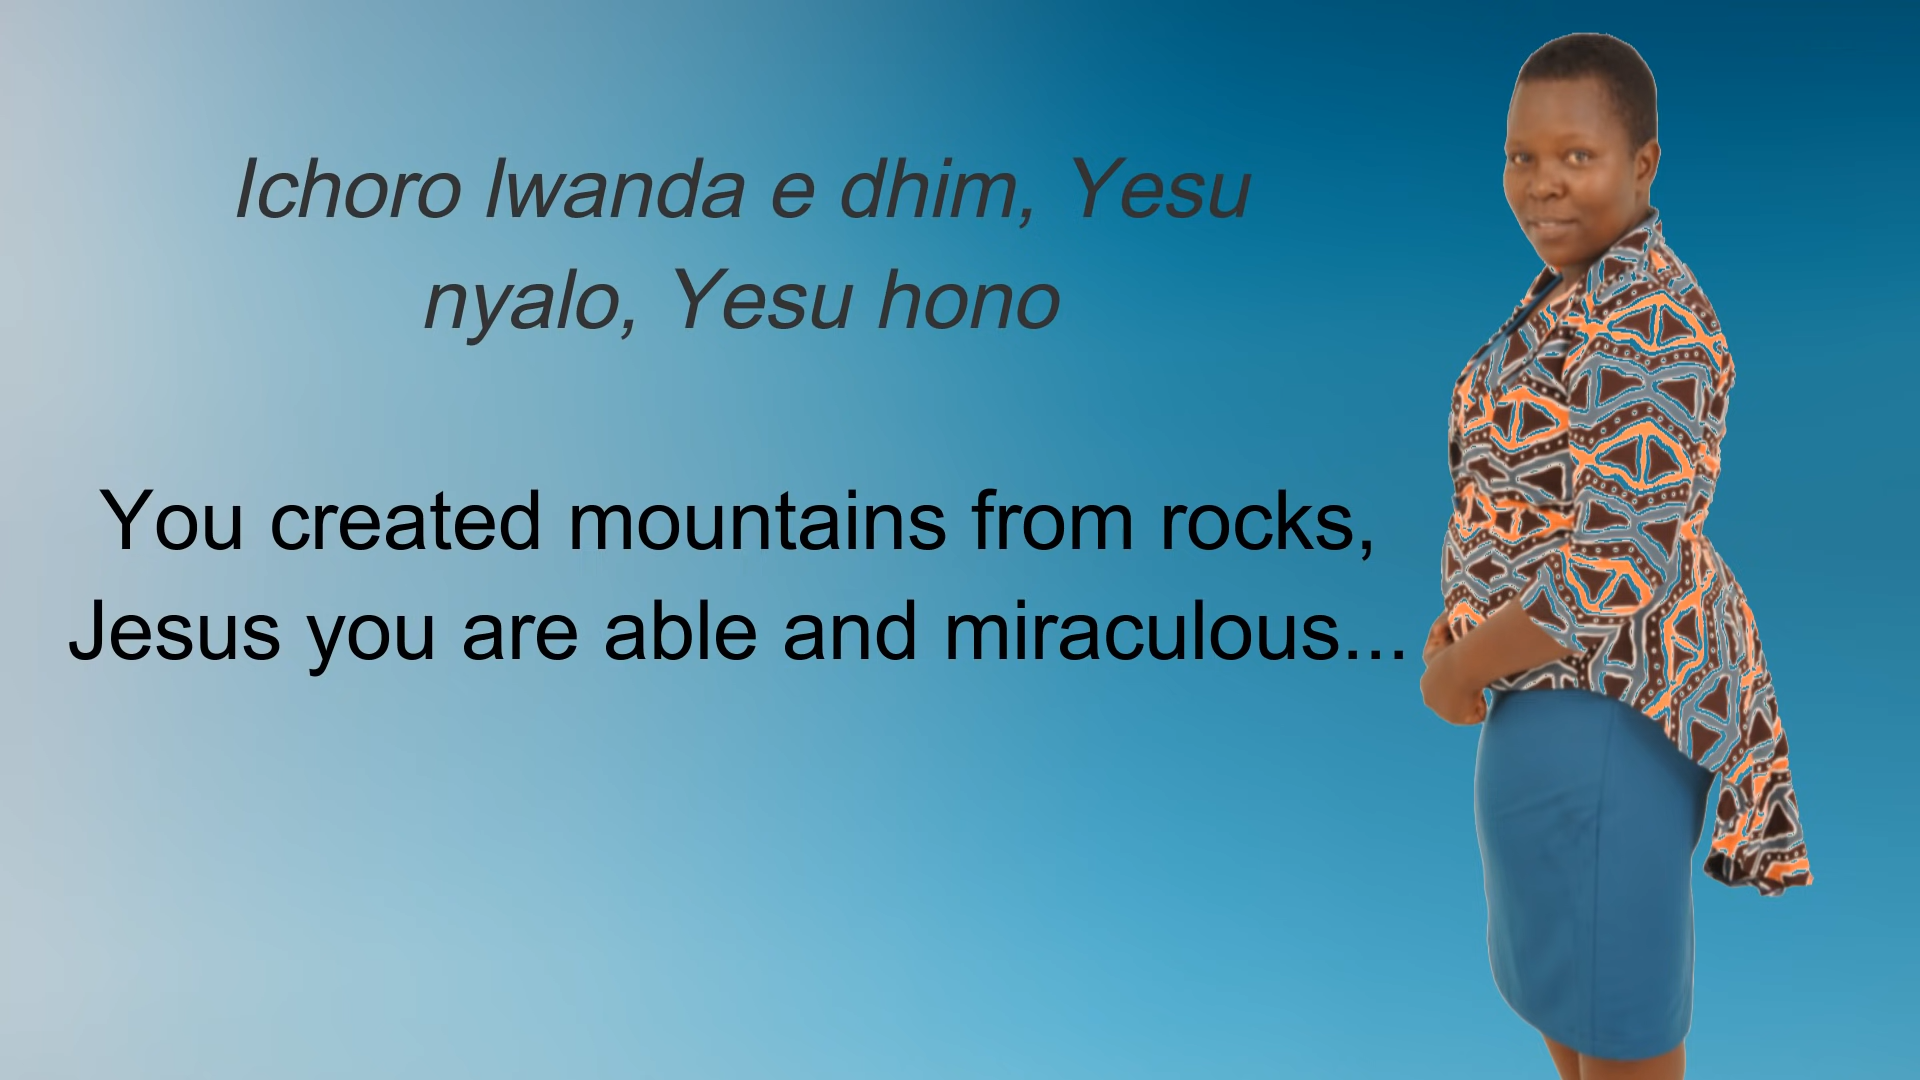 Ichoro lwanda e dhim, Yesu
nyalo, Yesu hono
You created mountains from rocks,
Jesus you are able and miraculous...